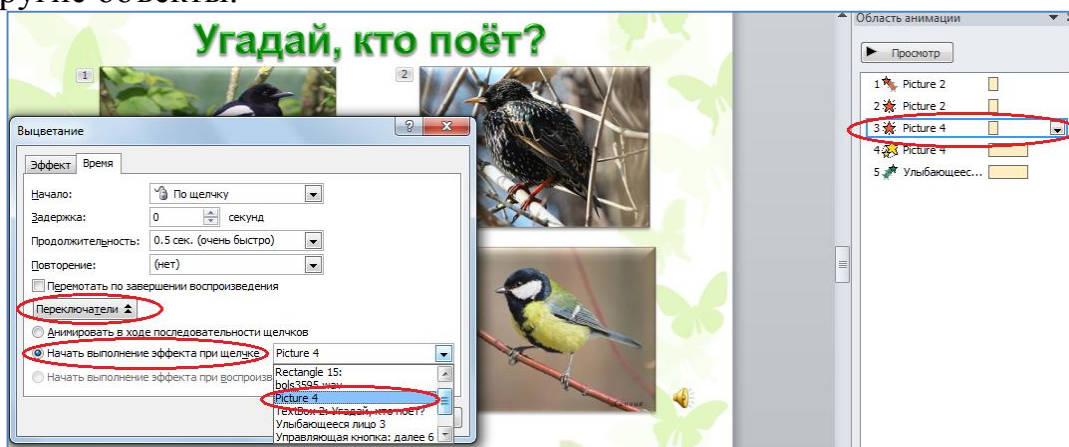 ругие объекты.
Угадай, кто поёт?
1
2
Выцветание
Эффект Время
Начало: По щелчку
Задержка: 0 секунд
Продолжительность: 0.5 сек. (очень быстро)
Повторение: (нет)
Перемотать по завершении воспроизведения
Переключатели
Анимировать в ходе последовательности щелчков
Начать выполнение эффекта при щелчке Picture 4
Начать выполнение эффекта при воспроизв
Rectangle 15:
bols3595.wav
Picture 4
TextBox 2: Угадай, кто поёт?
Улыбающееся лицо 3
Управляющая кнопка: далее 6
Область анимации
Просмотр
1 Picture 2
2 Picture 2
3 Picture 4
4 Picture 4
5 Улыбающеес...